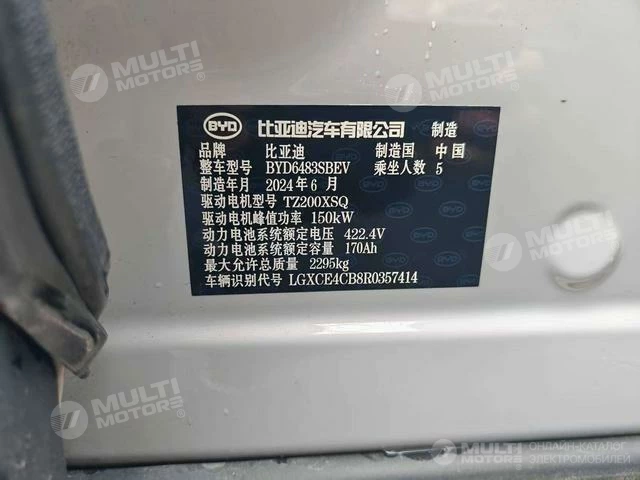 MULTI MOTORS
MULTI MOTORS
BYD 比亚迪汽车有限公司 制造
品牌 比亚迪 制造国 中国
整车型号 BYD6483SBEV 乘坐人数 5
制造年月 2024年6月
驱动电机型号 TZ200XSQ
驱动电机峰值功率 150kW
动力电池系统额定电压 422.4V
动力电池系统额定容量 170Ah
最大允许总质量 2295kg
车辆识别代号 LGXCE4CB8R0357414
MULTI MOTORS
MULTI MOTORS
ОНЛАЙН-КАТАЛОГ
ЭЛЕКТРОМОБИЛЕЙ